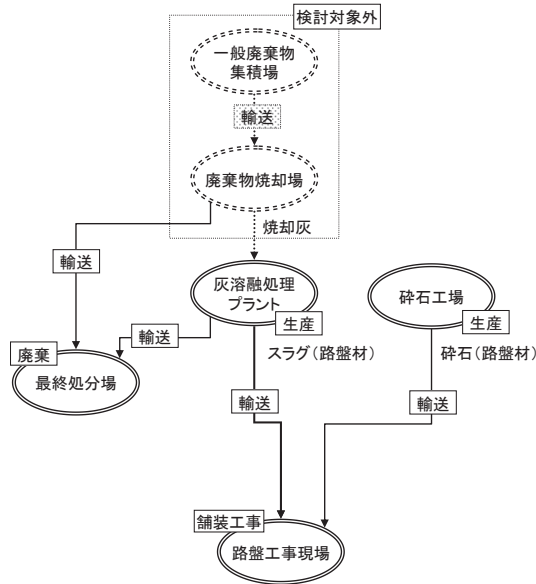 検討対象外
一般廃棄物
集積場
輸送
廃棄物焼却場
焼却灰
輸送
灰溶融処理
プラント
生産
砕石工場
生産
輸送
スラグ(路盤材)
砕石(路盤材)
廃棄
最終処分場
輸送
輸送
舗装工事
路盤工事現場